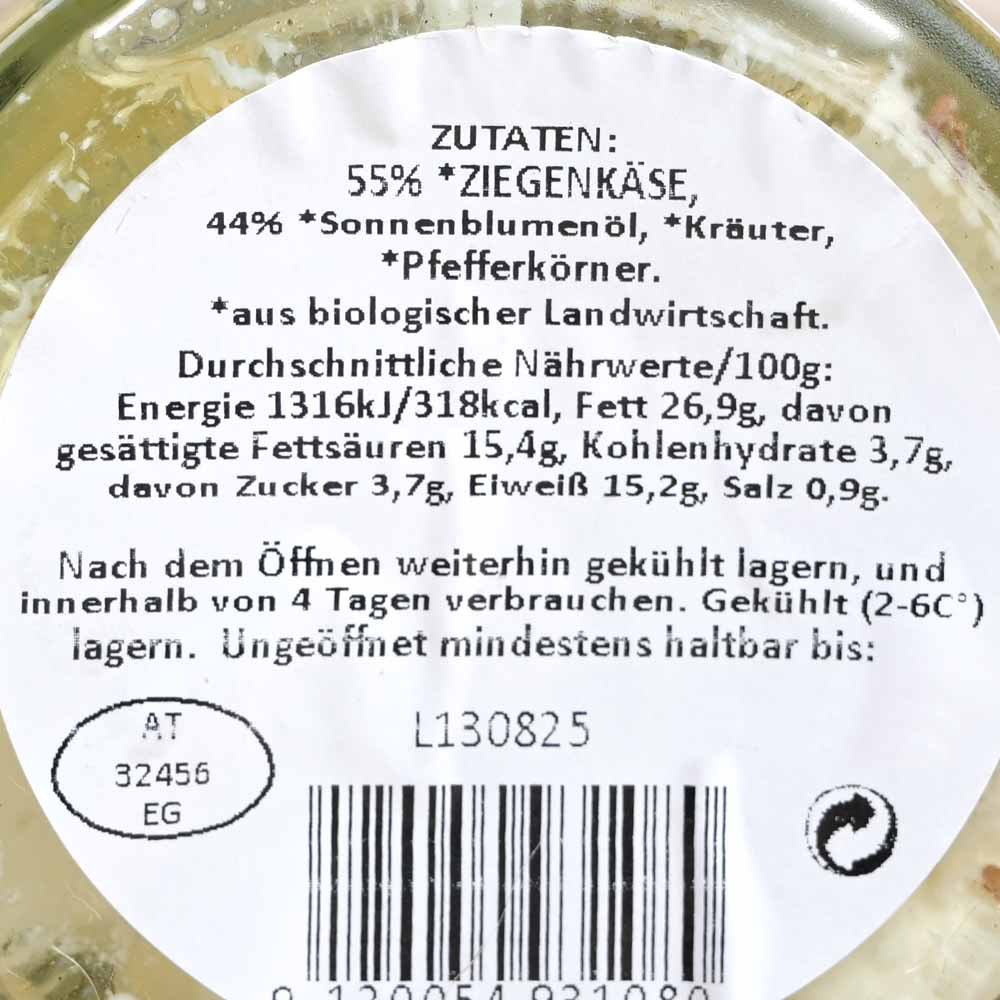 ZUTATEN:
55% *ZIEGENKÄSE,
44% *Sonnenblumenöl, *Kräuter,
*Pfefferkörner.
*aus biologischer Landwirtschaft.
Durchschnittliche Nährwerte/100g:
Energie 1316kJ/318kcal, Fett 26,9g, davon
gesättigte Fettsäuren 15,4g, Kohlenhydrate 3,7g,
davon Zucker 3,7g, Eiweiß 15,2g, Salz 0,9g.
Nach dem Öffnen weiterhin gekühlt lagern, und
innerhalb von 4 Tagen verbrauchen. Gekühlt (2-6C°)
lagern. Ungeöffnet mindestens haltbar bis:
L130825
AT
32456
EG